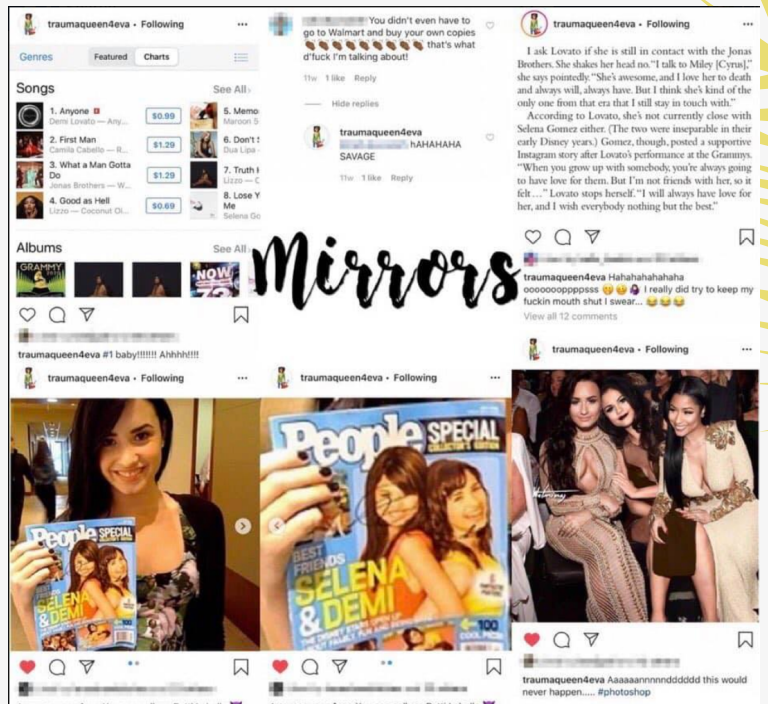 traumaqueen4eva • Following
Genres
Featured
Charts
Songs
See All
1. Anyone
Demi Lovato — Any...
$0.99
2. First Man
Camila Cabello — R...
$1.29
3. What a Man Gotta
Do
Jonas Brothers — W...
$1.29
4. Good as Hell
Lizzo — Coconut Oi...
$0.69
5. Memo
Maroon 5
6. Don't S
Dua Lipa
7. Truth H
Lizzo — C
8. Lose Y
Me
Selena Go
Albums
See All
GRAMMY
NOW
traumaqueen4eva #1 baby!!!!!!! Ahhhh!!!!
You didn't even have to
go to Walmart and buy your own copies
that's what
d'fuck I'm talking about!
11w 1 like Reply
Hide replies
traumaqueen4eva
hAHAHAHA
SAVAGE
11w 1 like Reply
traumaqueen4eva • Following
I ask Lovato if she is still in contact with the Jonas
Brothers. She shakes her head no. “I talk to Miley [Cyrus],”
she says pointedly. “She’s awesome, and I love her to death
and always will, always have. But I think she’s kind of the
only one from that era that I still stay in touch with.”
According to Lovato, she’s not currently close with
Selena Gomez either. (The two were inseparable in their
early Disney years.) Gomez, though, posted a supportive
Instagram story after Lovato’s performance at the Grammys.
“When you grow up with somebody, you’re always going
to have love for them. But I’m not friends with her, so it
felt…” Lovato stops herself. “I will always have love for
her, and I wish everybody nothing but the best.”
traumaqueen4eva Hahahahahahaha
oooooooppppsss I really did try to keep my
fuckin mouth shut I swear...
View all 12 comments
Mirrors
traumaqueen4eva • Following
People SPECIAL
SELENA
& DEMI
traumaqueen4eva • Following
People SPECIAL
COLLECTOR'S EDITION
BEST
FRIENDS
SELENA
& DEMI
100
COOL
traumaqueen4eva • Following
traumaqueen4eva Aaaaaannnnndddddd this would
never happen..... #photoshop